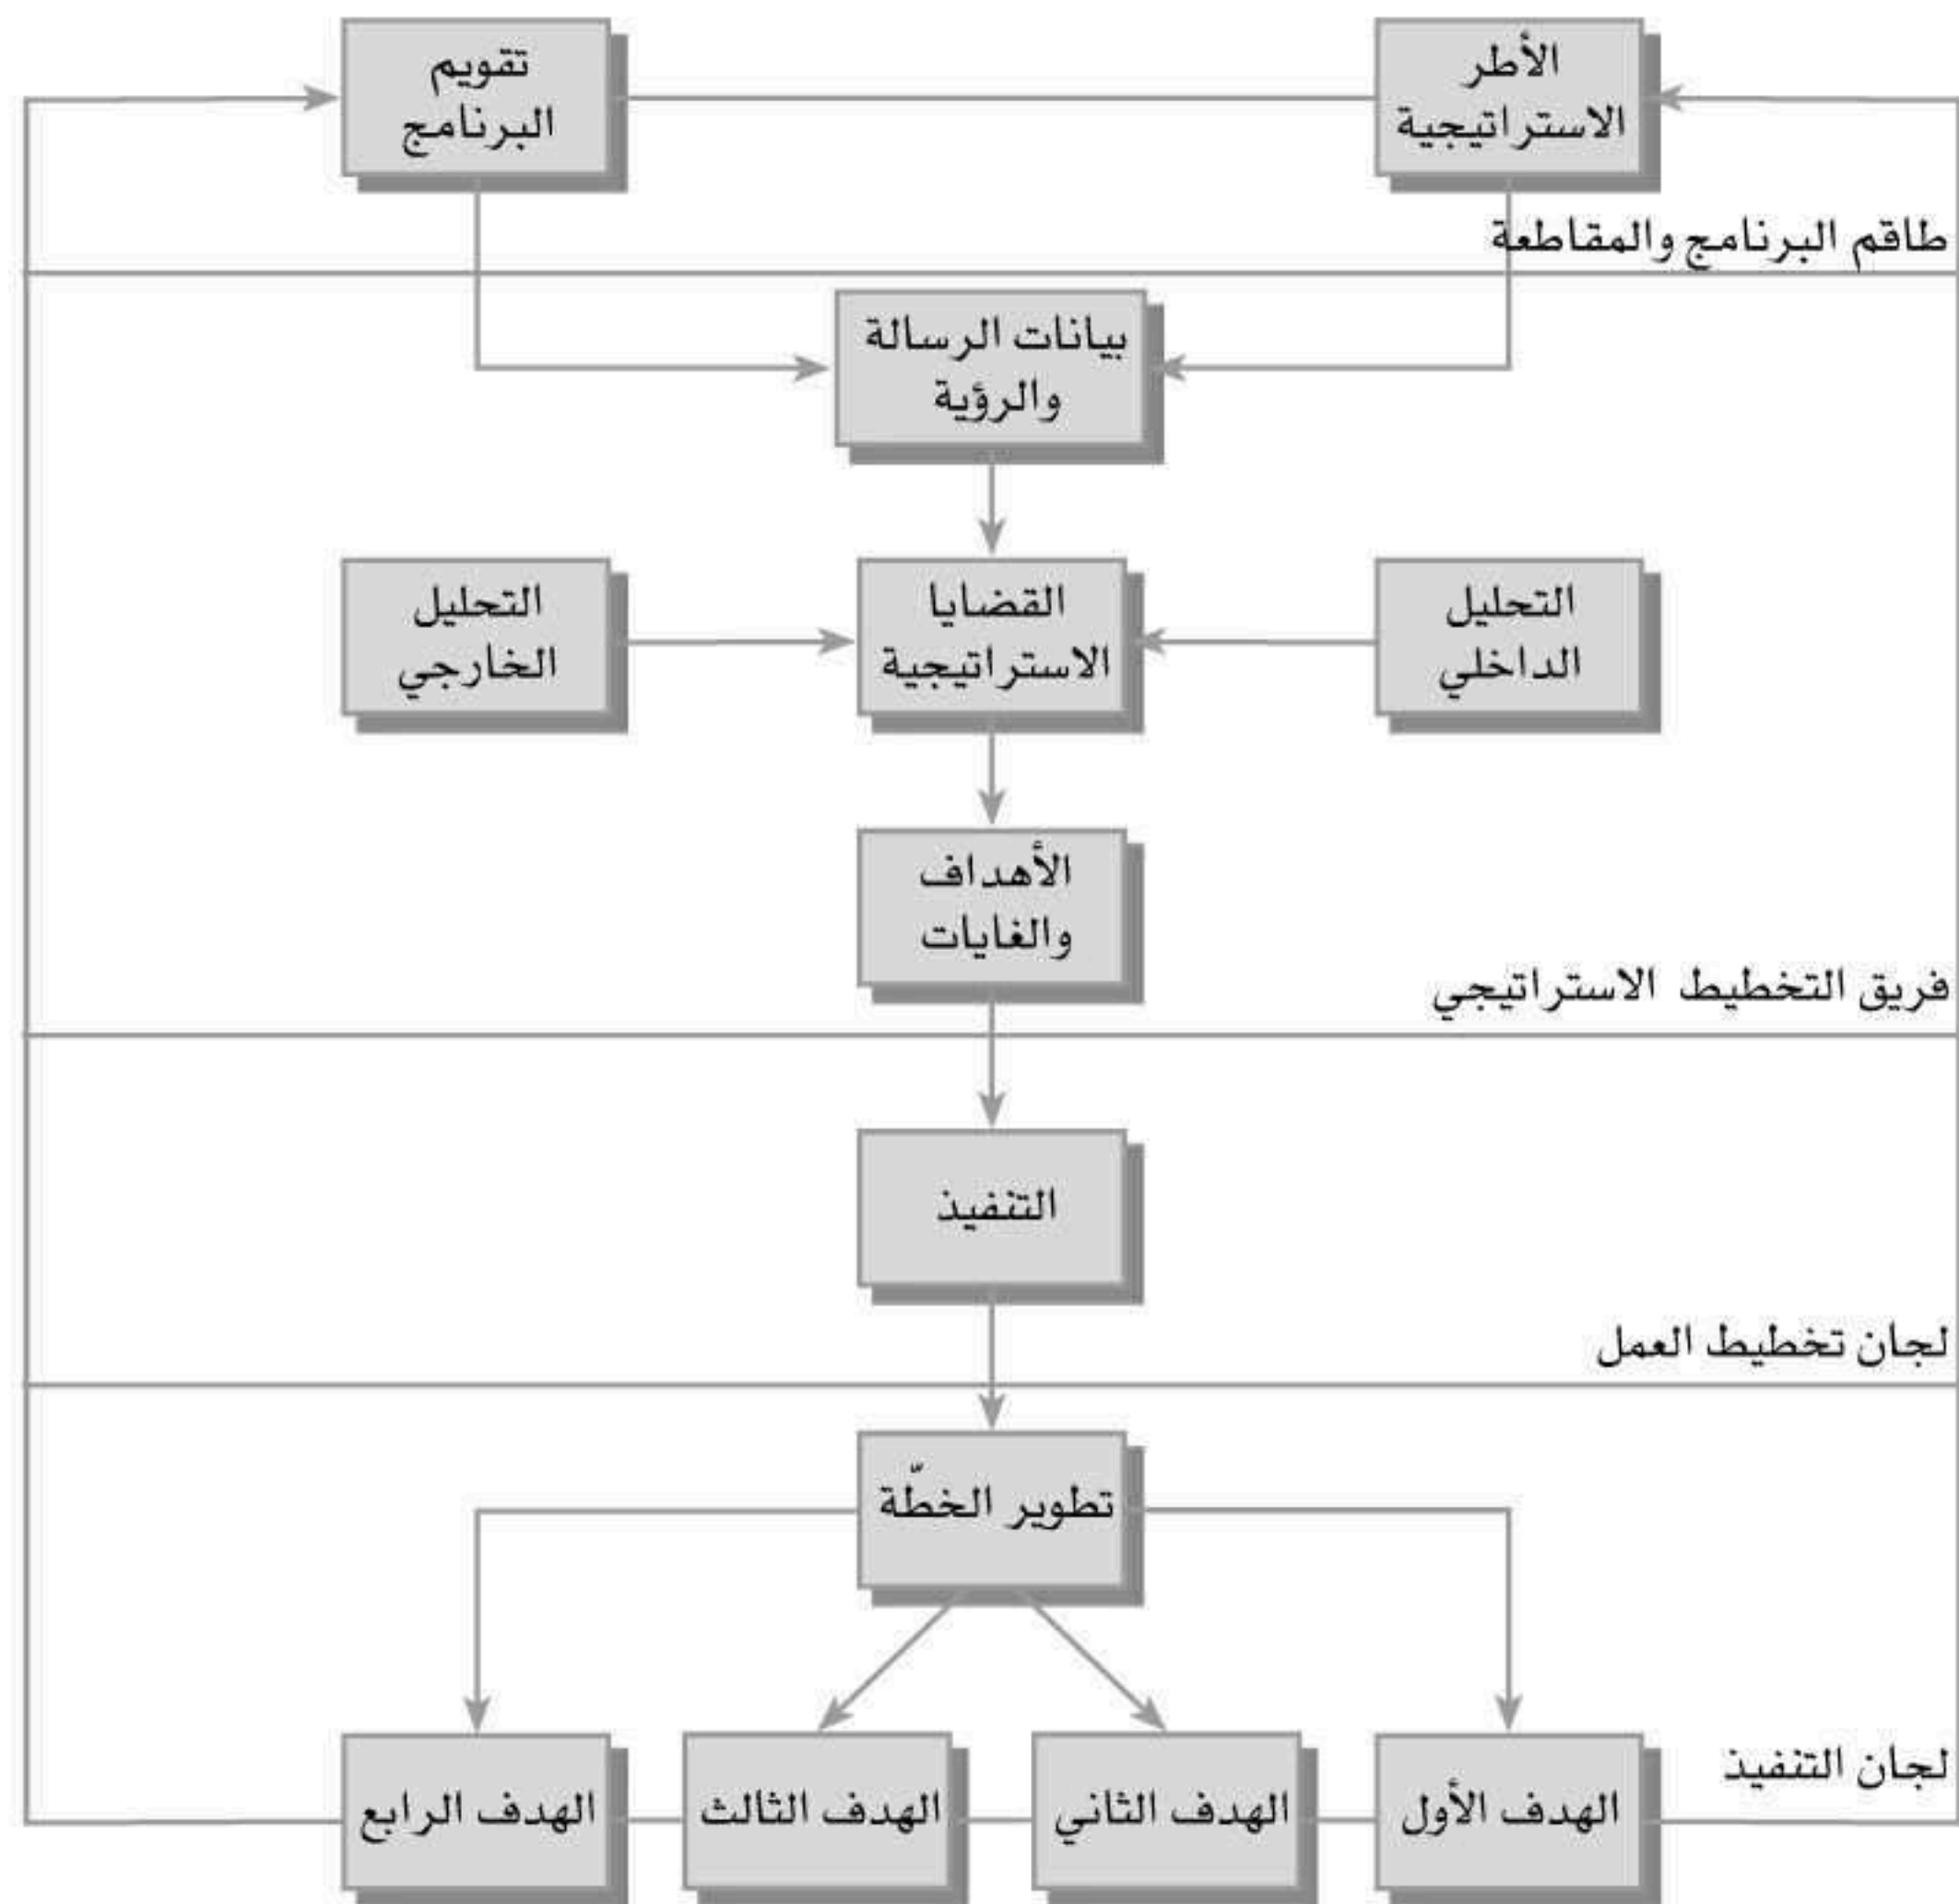 الأطر
الاستراتيجية
تقويم
البرنامج
طاقم البرنامج والمقاطعة
بيانات الرسالة
والرؤية
التحليل
الداخلي
القضايا
الاستراتيجية
التحليل
الخارجي
الأهداف
والغايات
فريق التخطيط الاستراتيجي
التنفيذ
لجان تخطيط العمل
تطوير الخطّة
لجان التنفيذ
الهدف الأول
الهدف الثاني
الهدف الثالث
الهدف الرابع